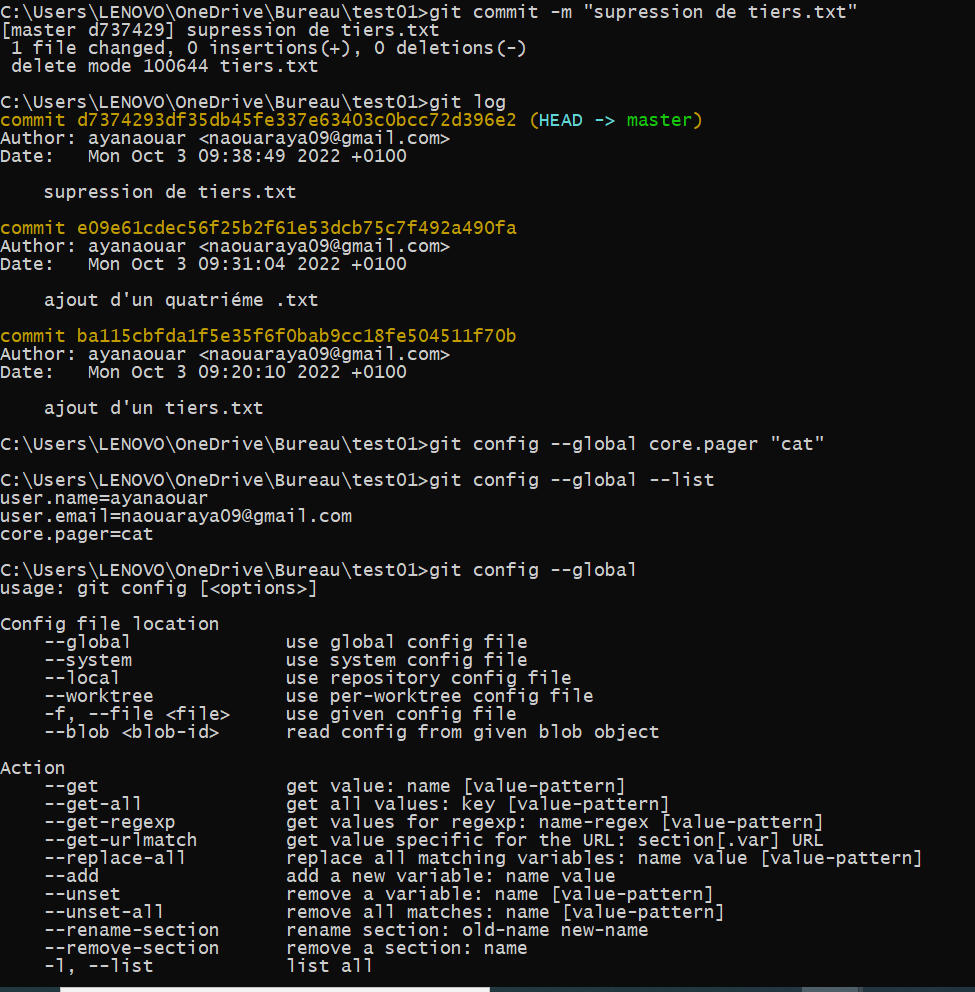 C:\Users\LENOVO\OneDrive\Bureau\test01>git commit -m "supression de tiers.txt"
[master d737429] supression de tiers.txt
 1 file changed, 0 insertions(+), 0 deletions(-)
 delete mode 100644 tiers.txt

C:\Users\LENOVO\OneDrive\Bureau\test01>git log
commit d7374293df35db45fe337e63403c0bcc72d396e2 (HEAD -> master)
Author: ayanaouar <naouaraya09@gmail.com>
Date:   Mon Oct 3 09:38:49 2022 +0100

    supression de tiers.txt

commit e09e61cdec56f25b2f61e53dcb75c7f492a490fa
Author: ayanaouar <naouaraya09@gmail.com>
Date:   Mon Oct 3 09:31:04 2022 +0100

    ajout d'un quatriéme .txt

commit ba115cbfda1f5e35f6f0bab9cc18fe504511f70b
Author: ayanaouar <naouaraya09@gmail.com>
Date:   Mon Oct 3 09:20:10 2022 +0100

    ajout d'un tiers.txt

C:\Users\LENOVO\OneDrive\Bureau\test01>git config --global core.pager "cat"

C:\Users\LENOVO\OneDrive\Bureau\test01>git config --global --list
user.name=ayanaouar
user.email=naouaraya09@gmail.com
core.pager=cat

C:\Users\LENOVO\OneDrive\Bureau\test01>git config --global
usage: git config [<options>]

Config file location
    --global              use global config file
    --system              use system config file
    --local               use repository config file
    --worktree            use per-worktree config file
    -f, --file <file>     use given config file
    --blob <blob-id>      read config from given blob object

Action
    --get                 get value: name [value-pattern]
    --get-all             get all values: key [value-pattern]
    --get-regexp          get values for regexp: name-regex [value-pattern]
    --get-urlmatch        get value specific for the URL: section[.var] URL
    --replace-all         replace all matching variables: name value [value-pattern]
    --add                 add a new variable: name value
    --unset               remove a variable: name [value-pattern]
    --unset-all           remove all matches: name [value-pattern]
    --rename-section      rename section: old-name new-name
    --remove-section      remove a section: name
    -l, --list            list all